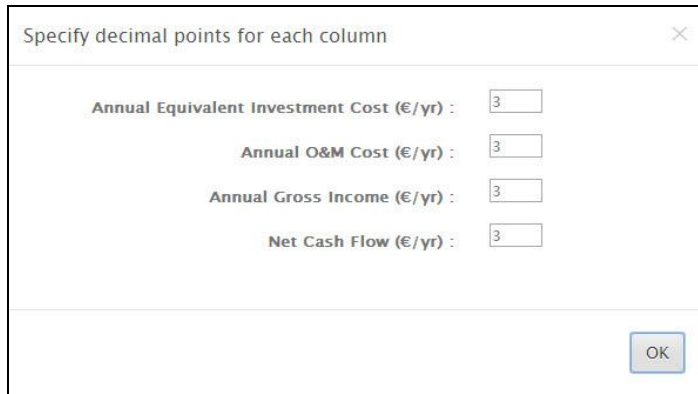 Specify decimal points for each column
Annual Equivalent Investment Cost (€/yr) : 3
Annual O&M Cost (€/yr) : 3
Annual Gross Income (€/yr) : 3
Net Cash Flow (€/yr) : 3
OK